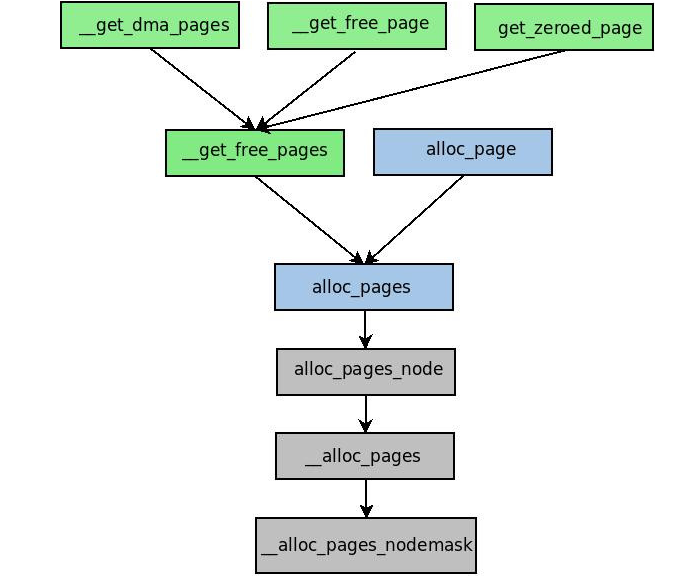 __get_dma_pages
__get_free_page
get_zeroed_page
__get_free_pages
alloc_page
alloc_pages
alloc_pages_node
__alloc_pages
__alloc_pages_nodemask